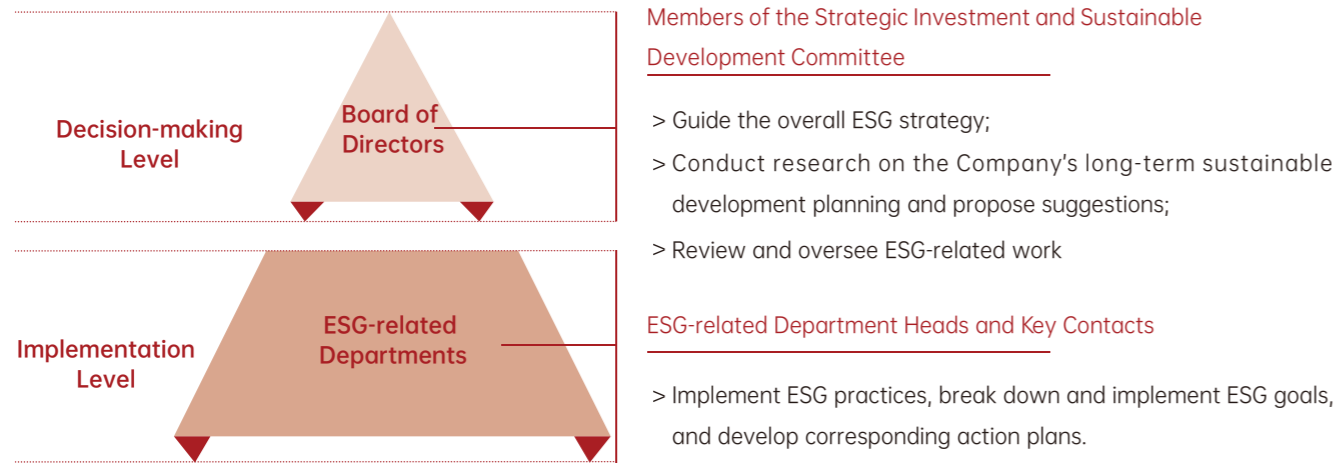 Decision-making
Level
Board of
Directors
Members of the Strategic Investment and Sustainable
Development Committee
> Guide the overall ESG strategy;
> Conduct research on the Company's long-term sustainable
development planning and propose suggestions;
> Review and oversee ESG-related work
Implementation
Level
ESG-related
Departments
ESG-related Department Heads and Key Contacts
> Implement ESG practices, break down and implement ESG goals,
and develop corresponding action plans.